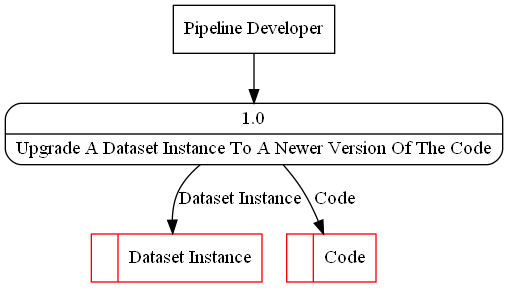 Pipeline Developer
1.0
Upgrade A Dataset Instance To A Newer Version Of The Code
Dataset Instance
Code
Dataset Instance
Code